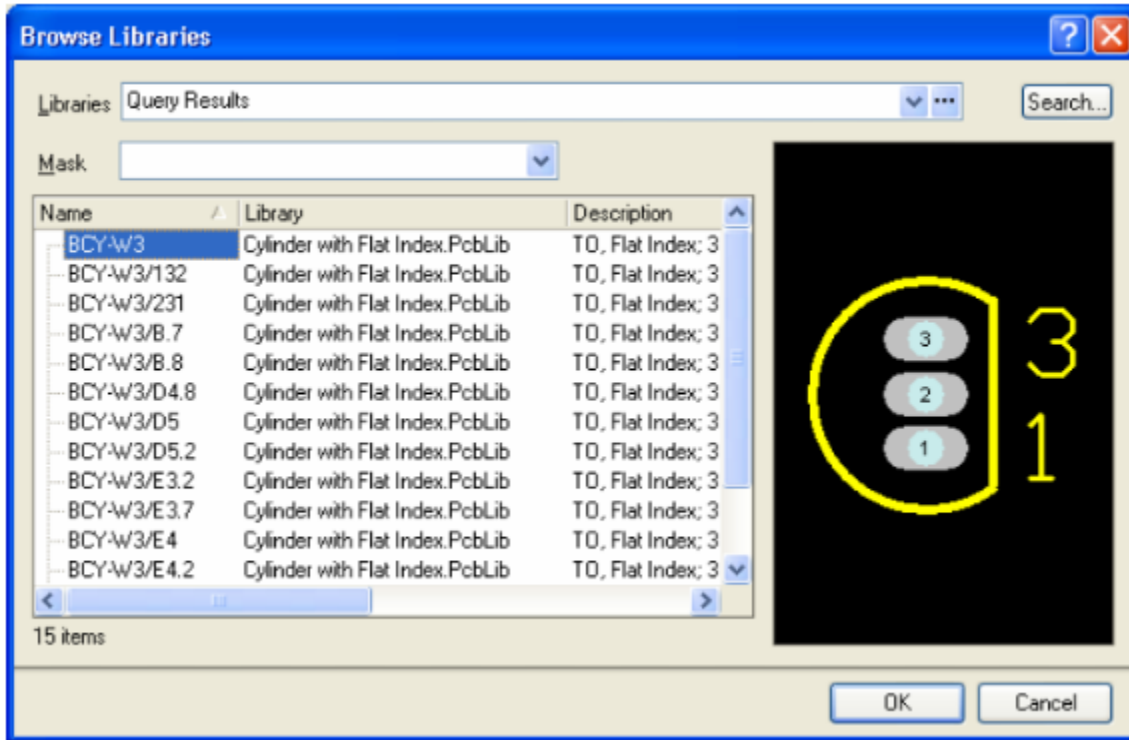 Browse Libraries
Libraries Query Results ... Search...
Mask
Name Library Description
BCY-W3 Cylinder with Flat Index.PcbLib TO, Flat Index; 3
BCY-W3/132 Cylinder with Flat Index.PcbLib TO, Flat Index; 3
BCY-W3/231 Cylinder with Flat Index.PcbLib TO, Flat Index; 3
BCY-W3/B.7 Cylinder with Flat Index.PcbLib TO, Flat Index; 3
BCY-W3/B.8 Cylinder with Flat Index.PcbLib TO, Flat Index; 3
BCY-W3/D4.8 Cylinder with Flat Index.PcbLib TO, Flat Index; 3
BCY-W3/D5 Cylinder with Flat Index.PcbLib TO, Flat Index; 3
BCY-W3/D5.2 Cylinder with Flat Index.PcbLib TO, Flat Index; 3
BCY-W3/E3.2 Cylinder with Flat Index.PcbLib TO, Flat Index; 3
BCY-W3/E3.7 Cylinder with Flat Index.PcbLib TO, Flat Index; 3
BCY-W3/E4 Cylinder with Flat Index.PcbLib TO, Flat Index; 3
BCY-W3/E4.2 Cylinder with Flat Index.PcbLib TO, Flat Index; 3
15 items
3 3
2
1 1
OK Cancel